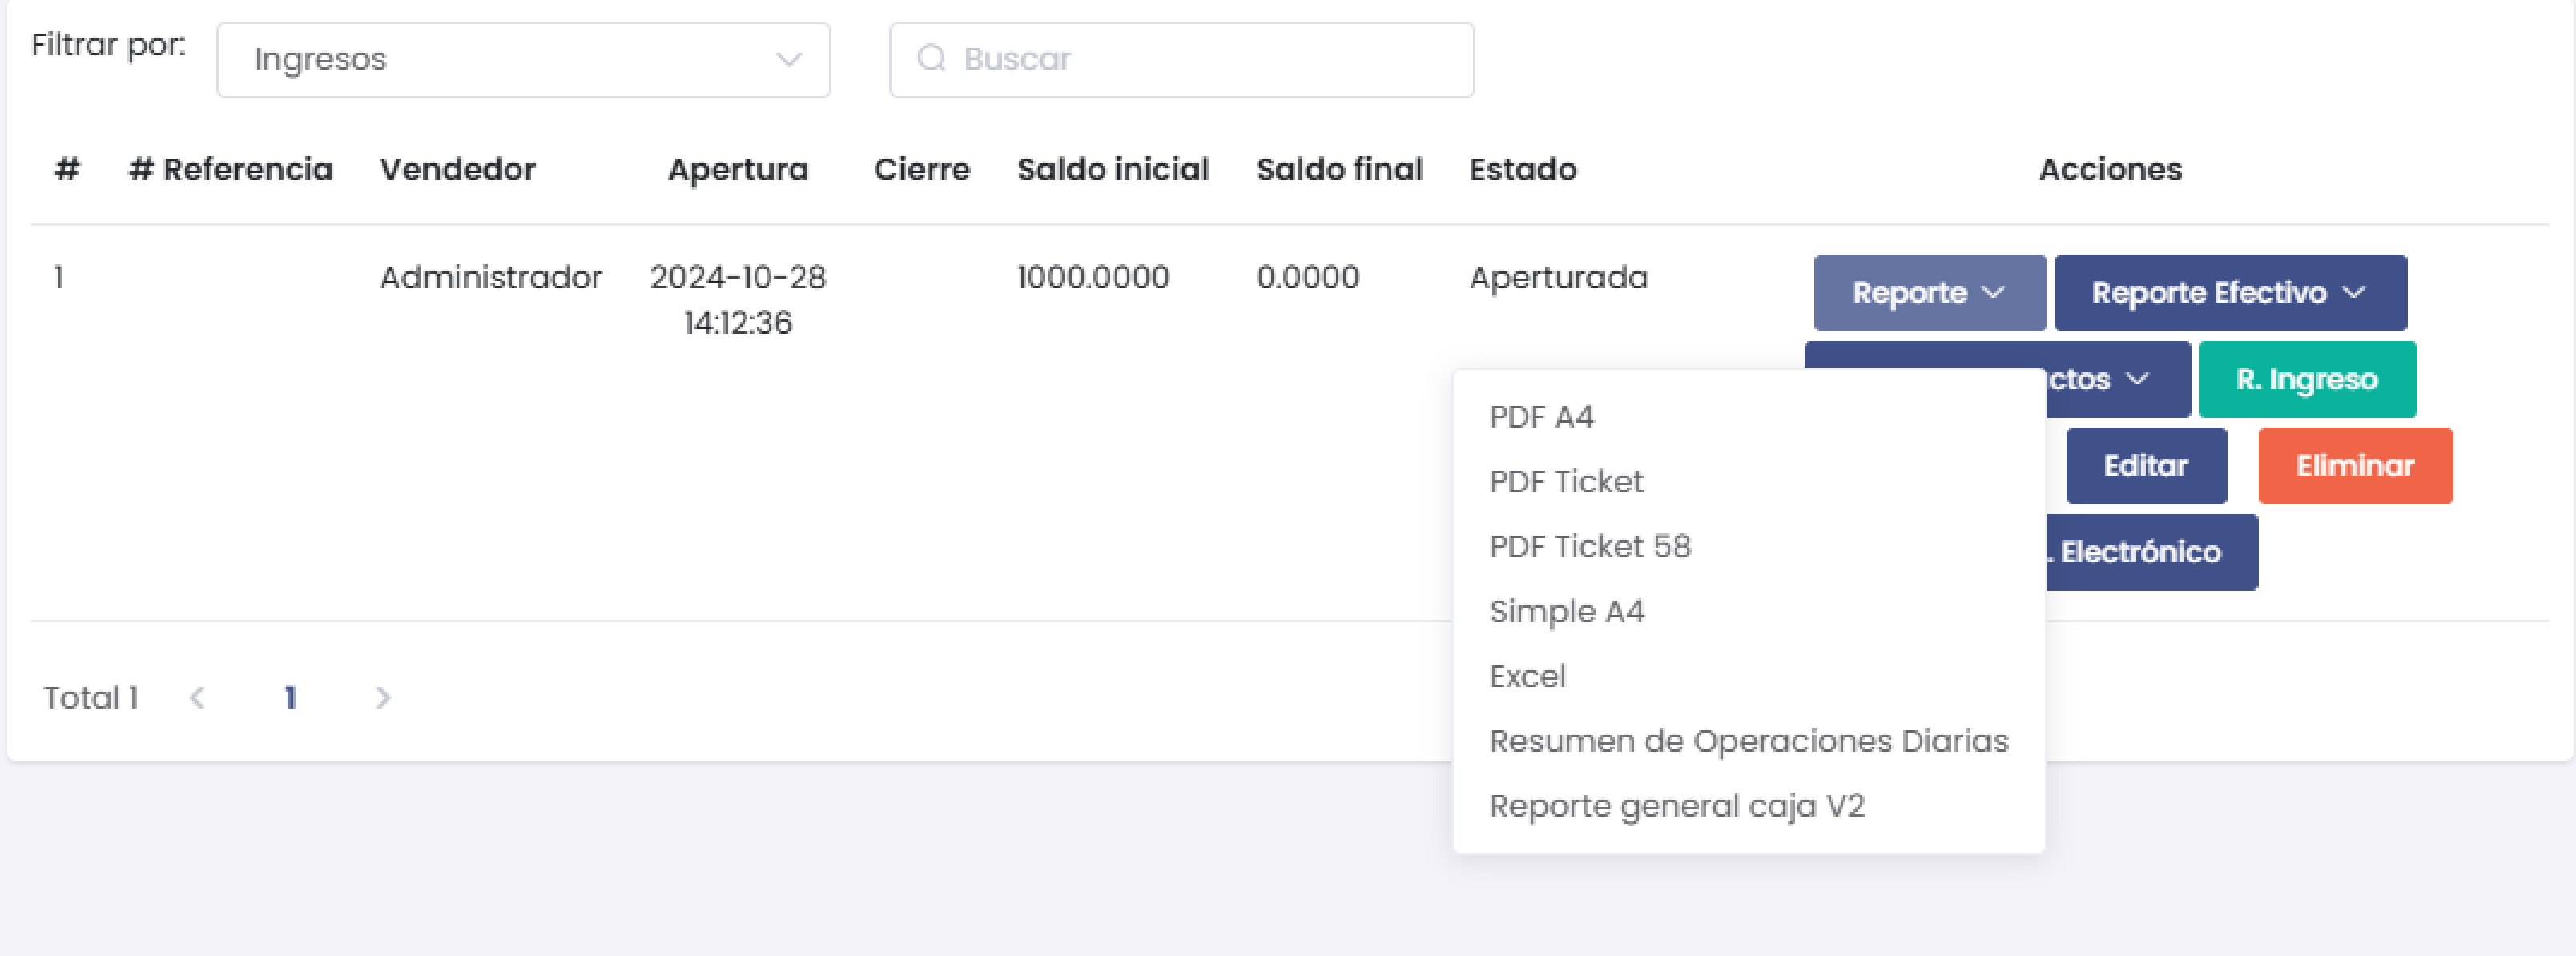 Filtrar por: Ingresos Buscar
# # Referencia Vendedor Apertura Cierre Saldo inicial Saldo final Estado Acciones
1 Administrador 2024-10-28 1000.0000 0.0000 Aperturada Reporte Reporte Efectivo
14:12:36
ctos R. Ingreso
Editar Eliminar
. Electrónico
PDF A4
PDF Ticket
PDF Ticket 58
Simple A4
Excel
Resumen de Operaciones Diarias
Reporte general caja V2
Total 1 1